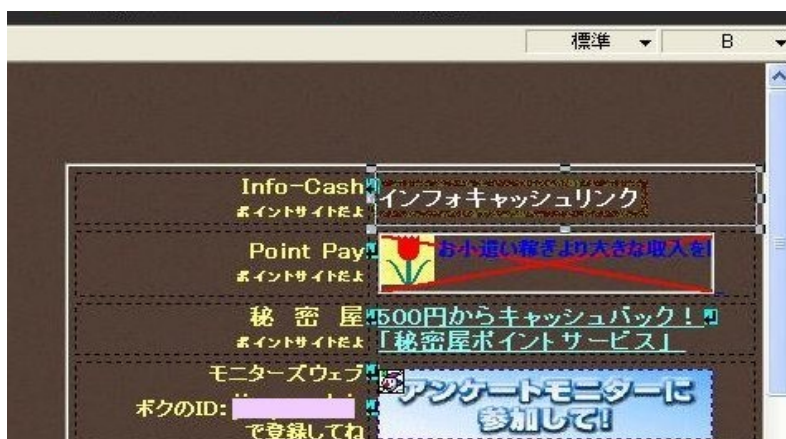 標準 B
Info-Cash
ポイントサイトだよ
インフォキャッシュリンク
Point Pay
ポイントサイトだよ
お小遣い稼ぎより大きな収入を
秘密屋
ポイントサイトだよ
500円からキャッシュバック!
「秘密屋ポイントサービス」
モニターズウェブ
ボクのID:
で登録してね
アンケートモニターに
参加して!